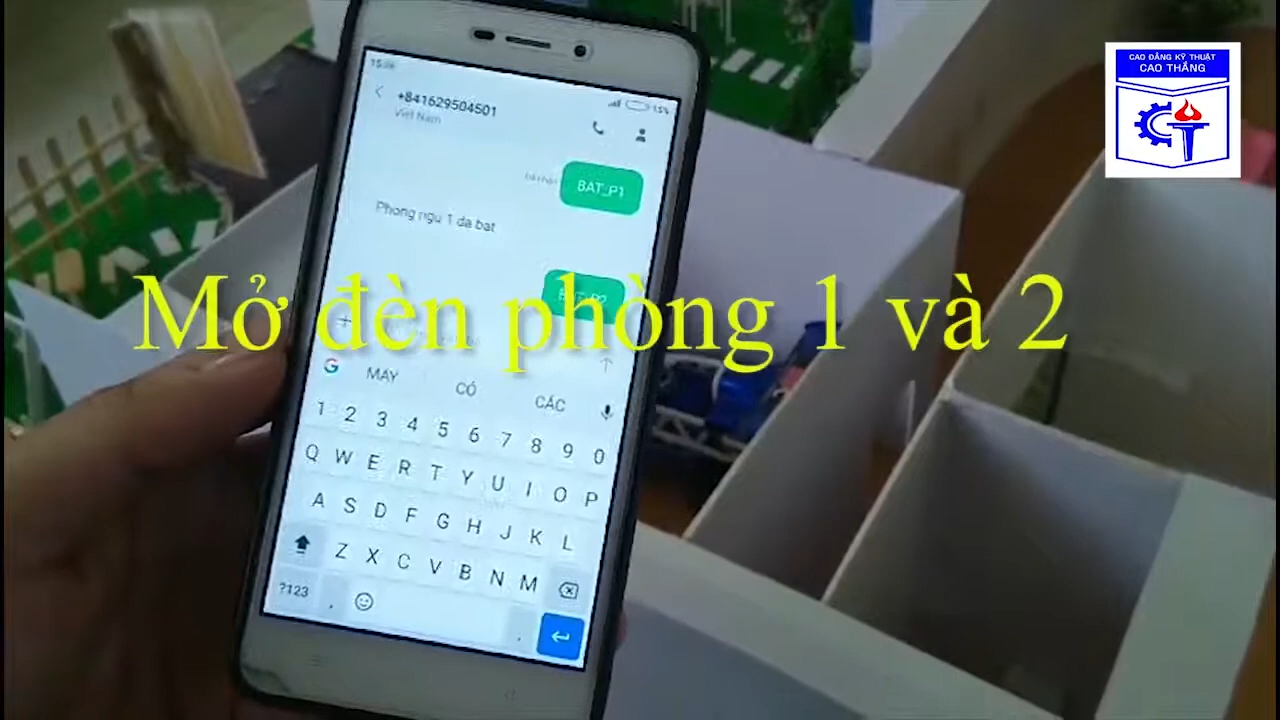 CAO ĐẲNG KỸ THUẬT
CAO THẮNG
+841629504501
Việt Nam
BAT_P1
Phong ngu 1 da bat
BAT_P2
Mở đèn phòng 1 và 2
G MAY CÓ CÁC
1 2 3 4 5 6 7 8 9 0
Q W E R T Y U I O P
A S D F G H J K L
Z X C V B N M
?123 , .